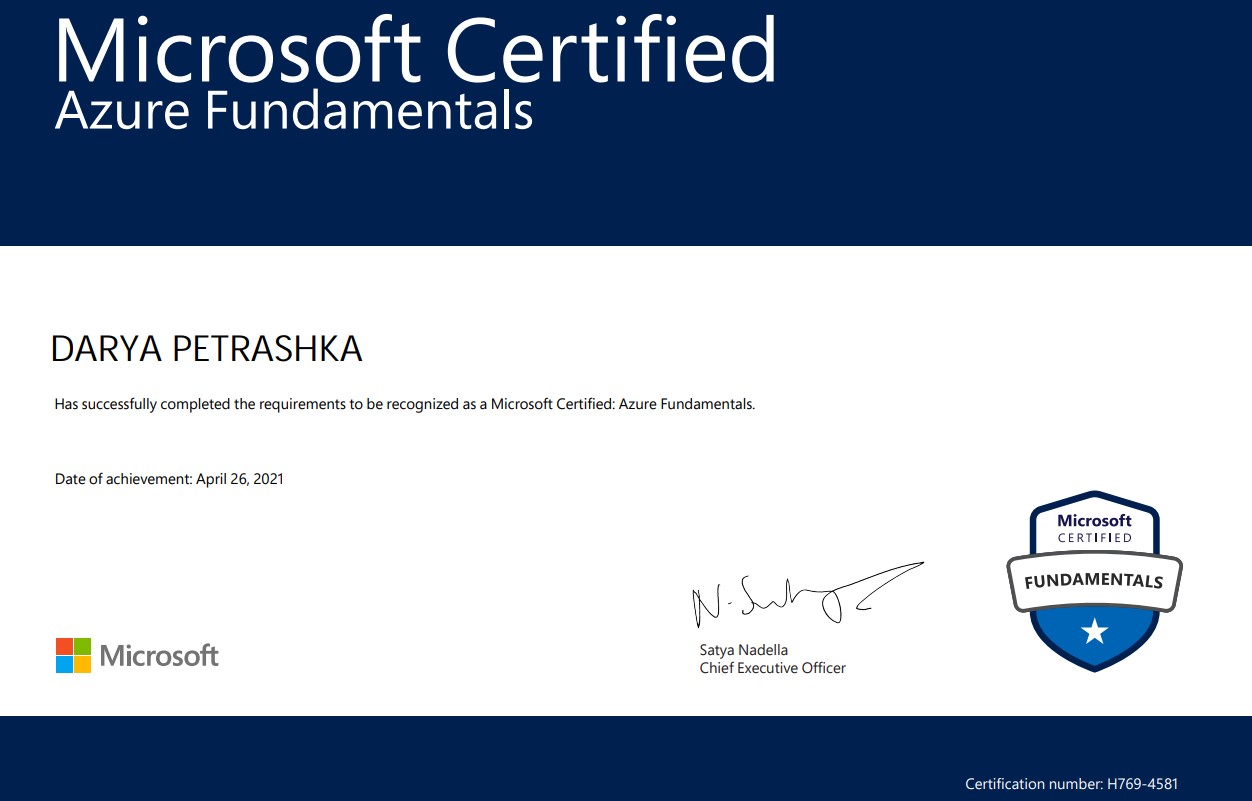 Microsoft Certified
Azure Fundamentals
DARYA PETRASHKA
Has successfully completed the requirements to be recognized as a Microsoft Certified: Azure Fundamentals.
Date of achievement: April 26, 2021
Microsoft
CERTIFIED
FUNDAMENTALS
N. Satya
Satya Nadella
Chief Executive Officer
Microsoft
Certification number: H769-4581